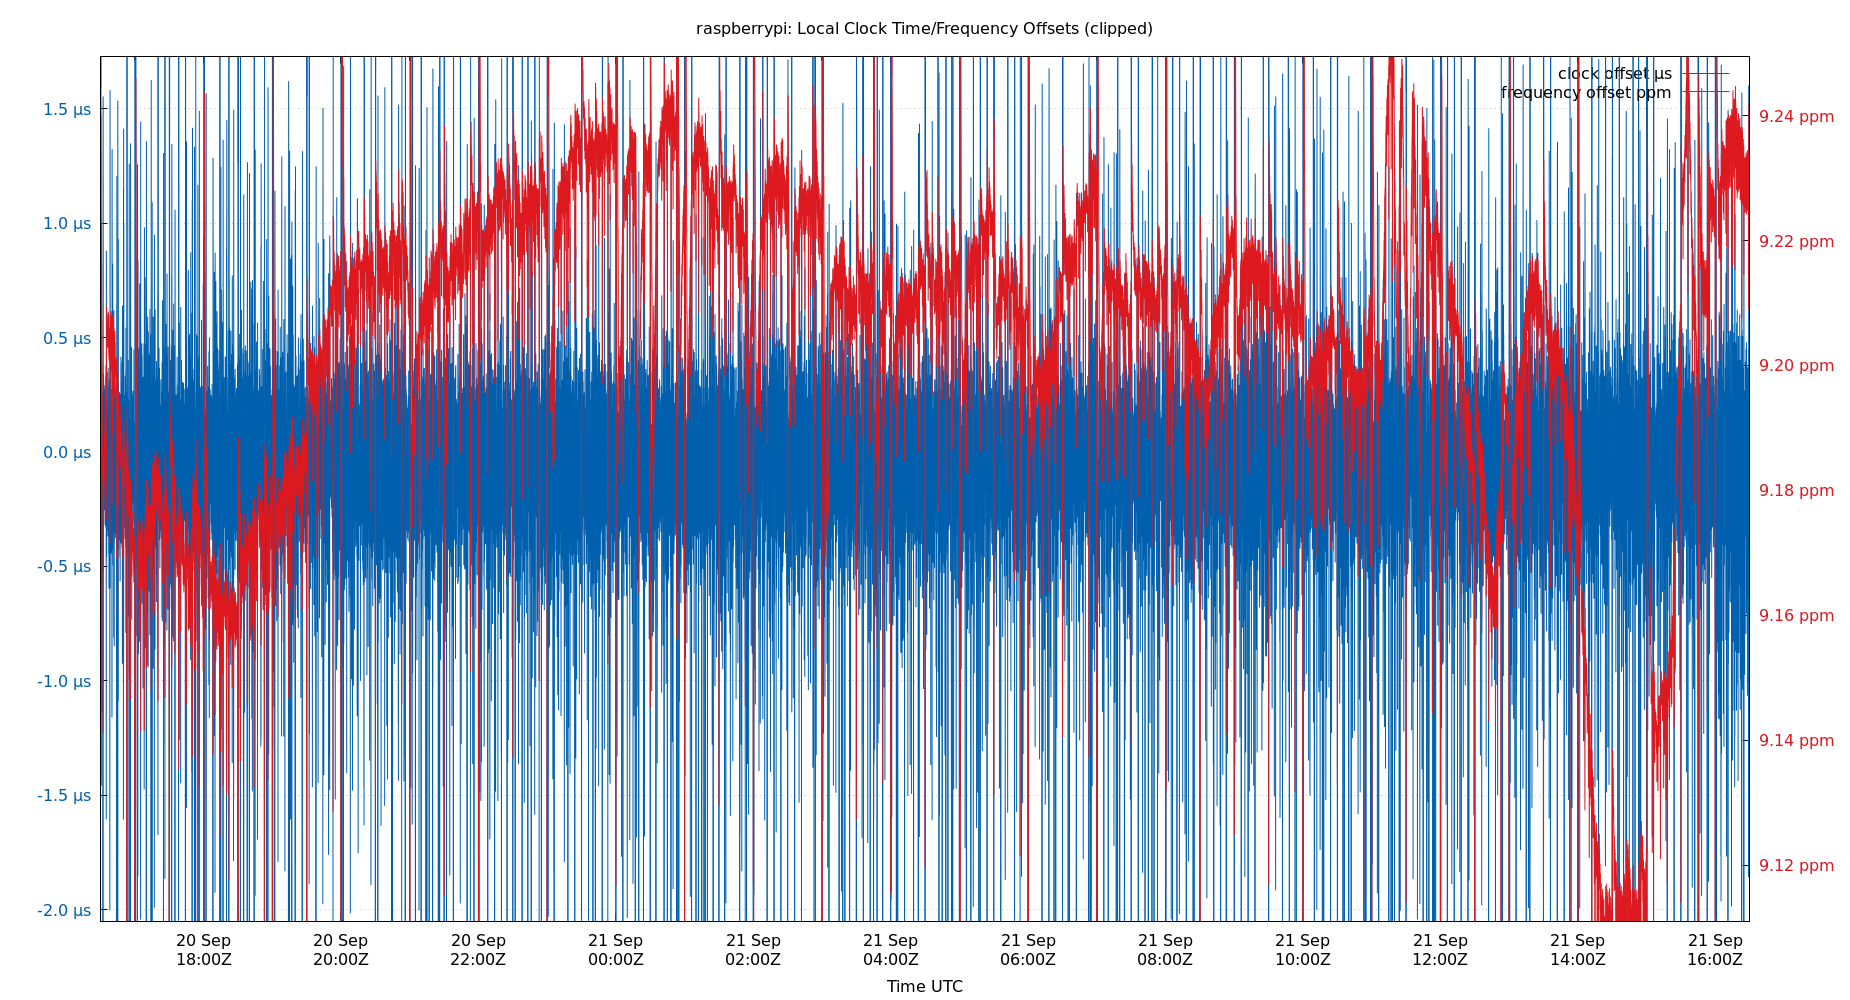 raspberrypi: Local Clock Time/Frequency Offsets (clipped)
clock offset µs
frequency offset ppm
1.5 µs
1.0 µs
0.5 µs
0.0 µs
-0.5 µs
-1.0 µs
-1.5 µs
-2.0 µs
9.24 ppm
9.22 ppm
9.20 ppm
9.18 ppm
9.16 ppm
9.14 ppm
9.12 ppm
20 Sep 20 Sep 20 Sep 21 Sep 21 Sep 21 Sep 21 Sep 21 Sep 21 Sep 21 Sep 21 Sep 21 Sep
18:00Z 20:00Z 22:00Z 00:00Z 02:00Z 04:00Z 06:00Z 08:00Z 10:00Z 12:00Z 14:00Z 16:00Z
Time UTC